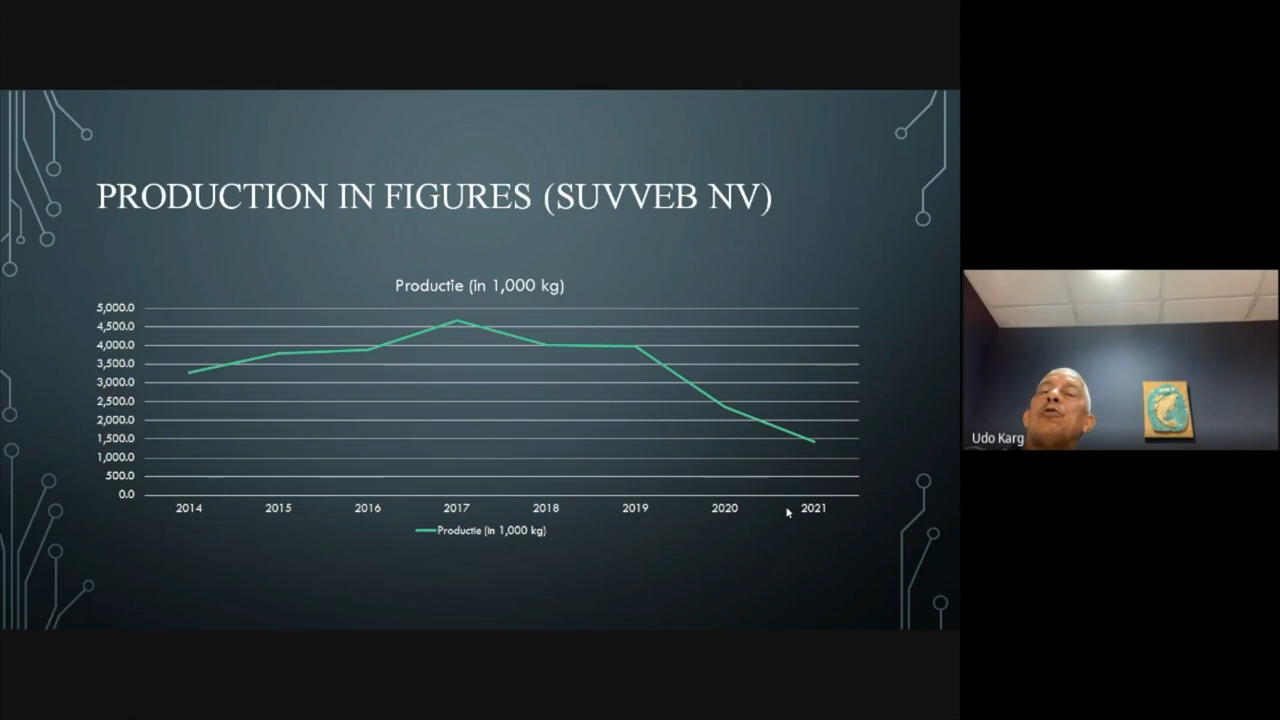 PRODUCTION IN FIGURES (SUVVEB NV)
Productie (in 1,000 kg)
5,000.0
4,500.0
4,000.0
3,500.0
3,000.0
2,500.0
2,000.0
1,500.0
1,000.0
500.0
0.0
2014 2015 2016 2017 2018 2019 2020 2021
Productie (in 1,000 kg)
Udo Karg